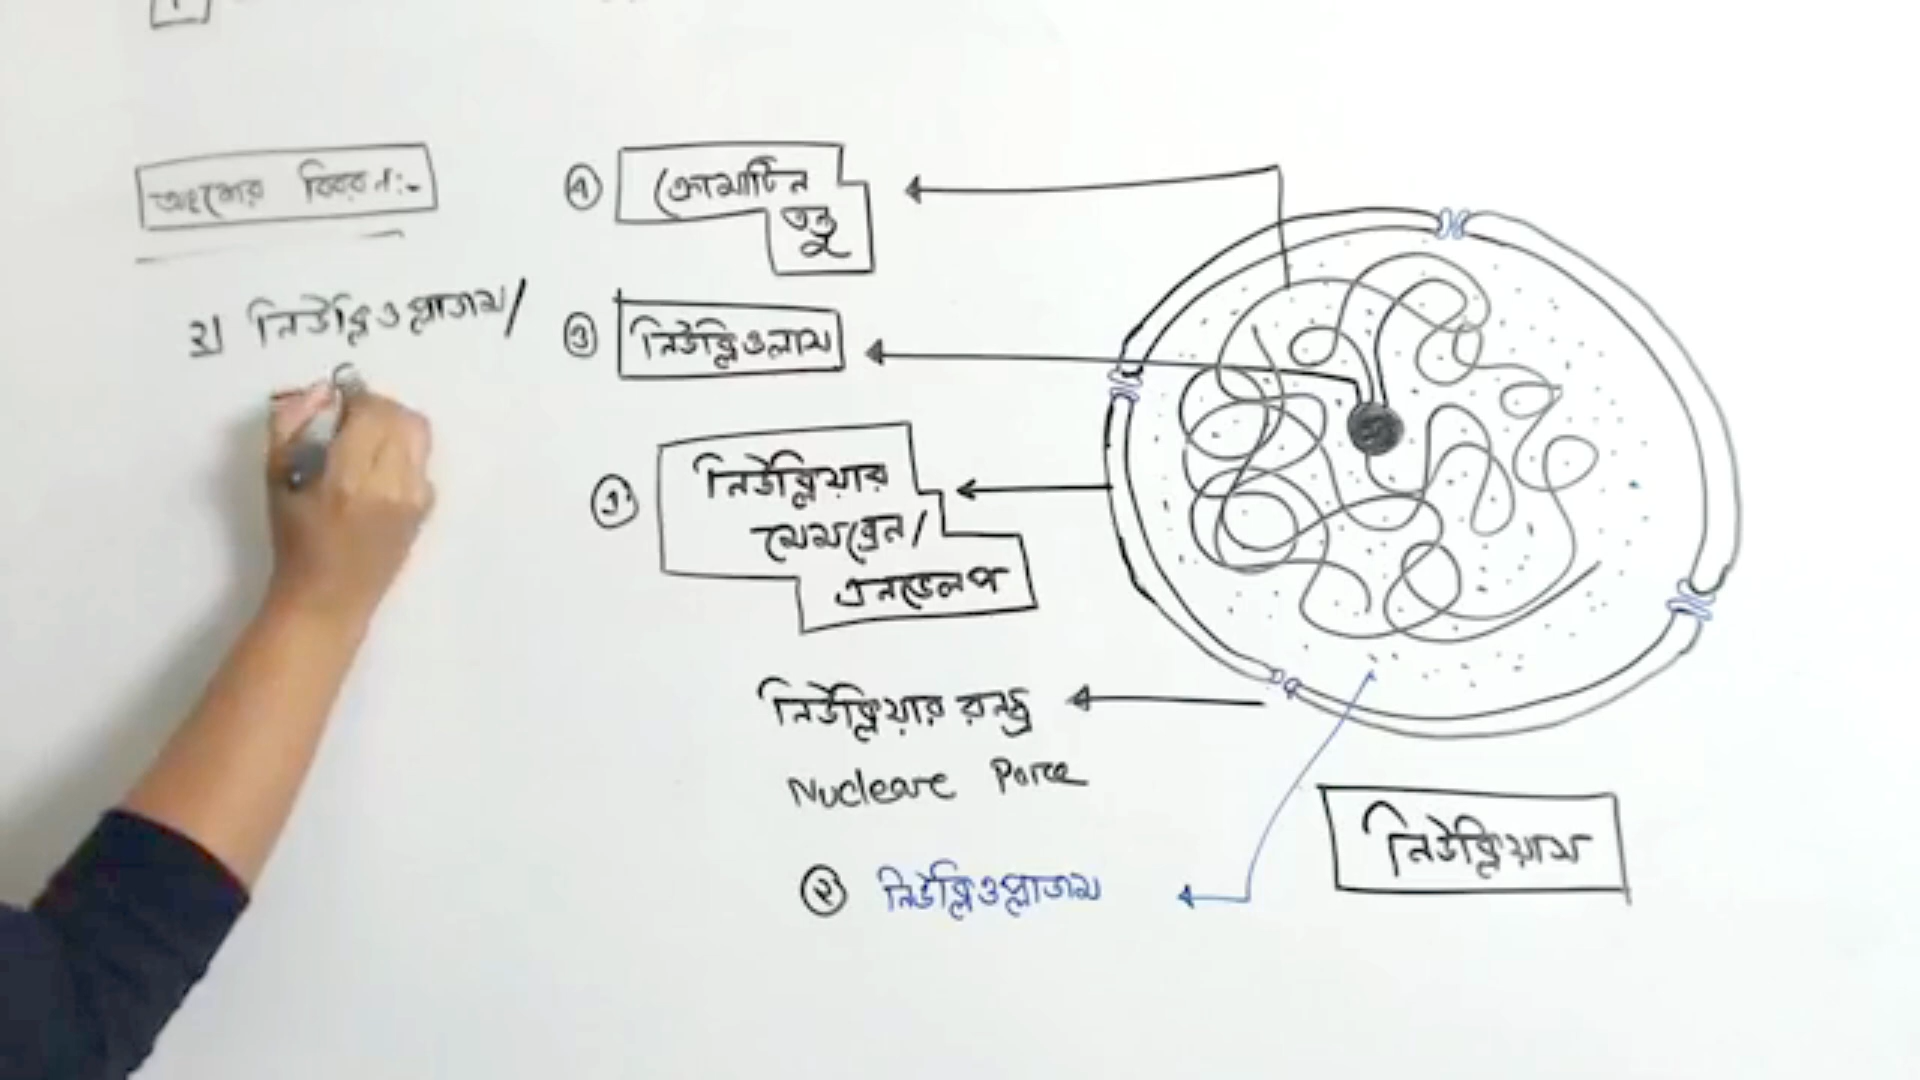 অংশের বিবরন:-
২। নিউক্লিওপ্লাজম/
৪ ক্রোমাটিন
তন্তু
৩ নিউক্লিওলাস
১ নিউক্লিয়ার
মেমব্রেন/
এনভেলপ
নিউক্লিয়ার রন্ধ্র
Nucleare Pore
২ নিউক্লিওপ্লাজম
নিউক্লিয়াস